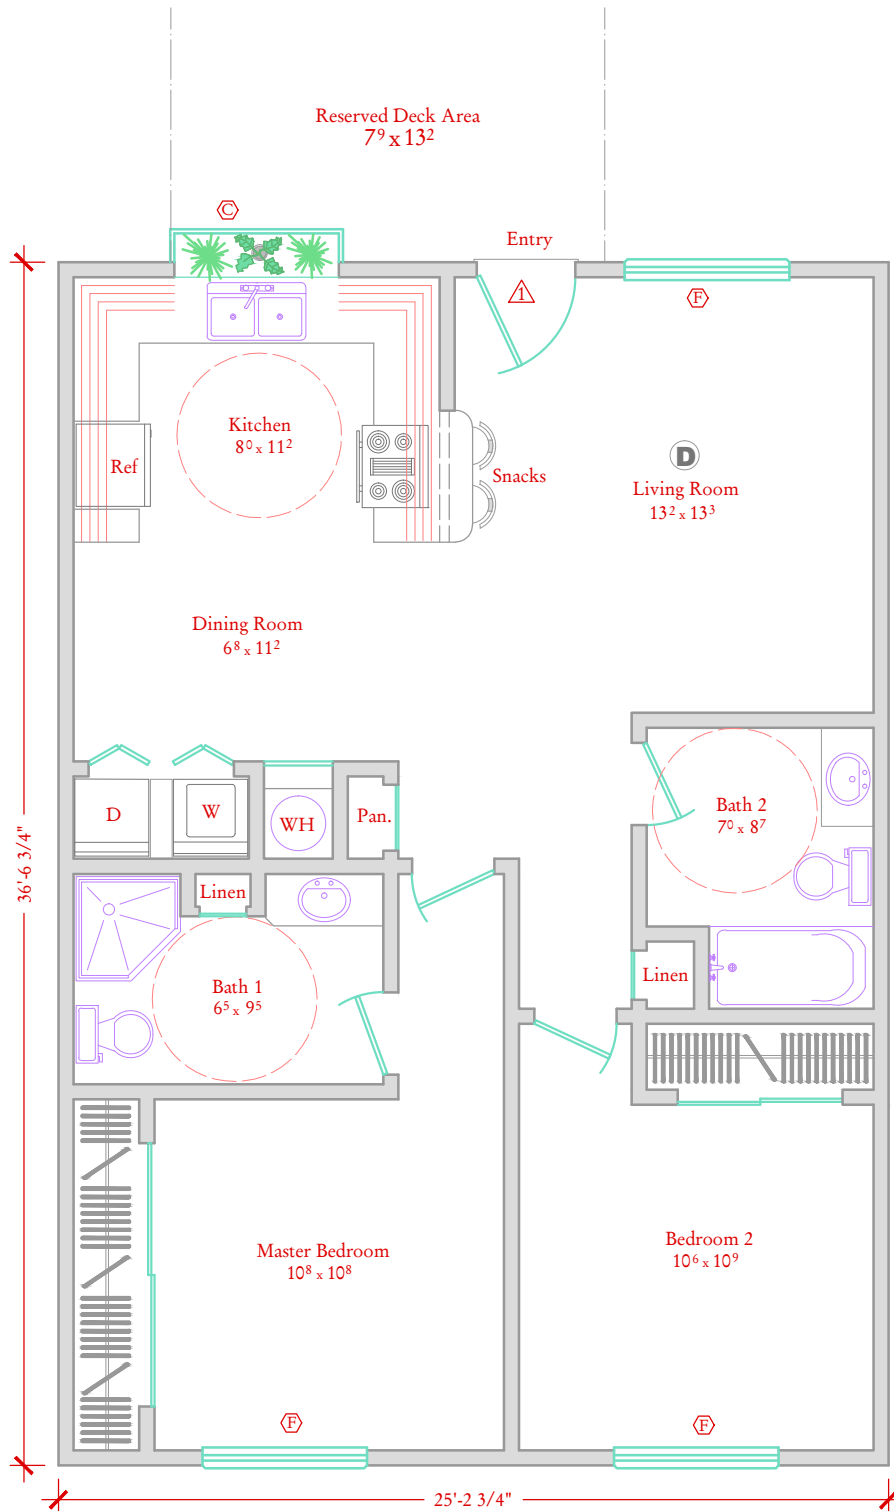 Reserved Deck Area
7⁹ x 13²
C
Entry
1
F
Kitchen
8⁰ x 11²
Ref
Snacks
D
Living Room
13² x 13³
Dining Room
6⁸ x 11²
D
W
WH
Pan.
Bath 2
7⁰ x 8⁷
36'-6 3/4"
Linen
Bath 1
6⁵ x 9⁵
Linen
Master Bedroom
10⁸ x 10⁸
Bedroom 2
10⁶ x 10⁹
F
F
25'-2 3/4"